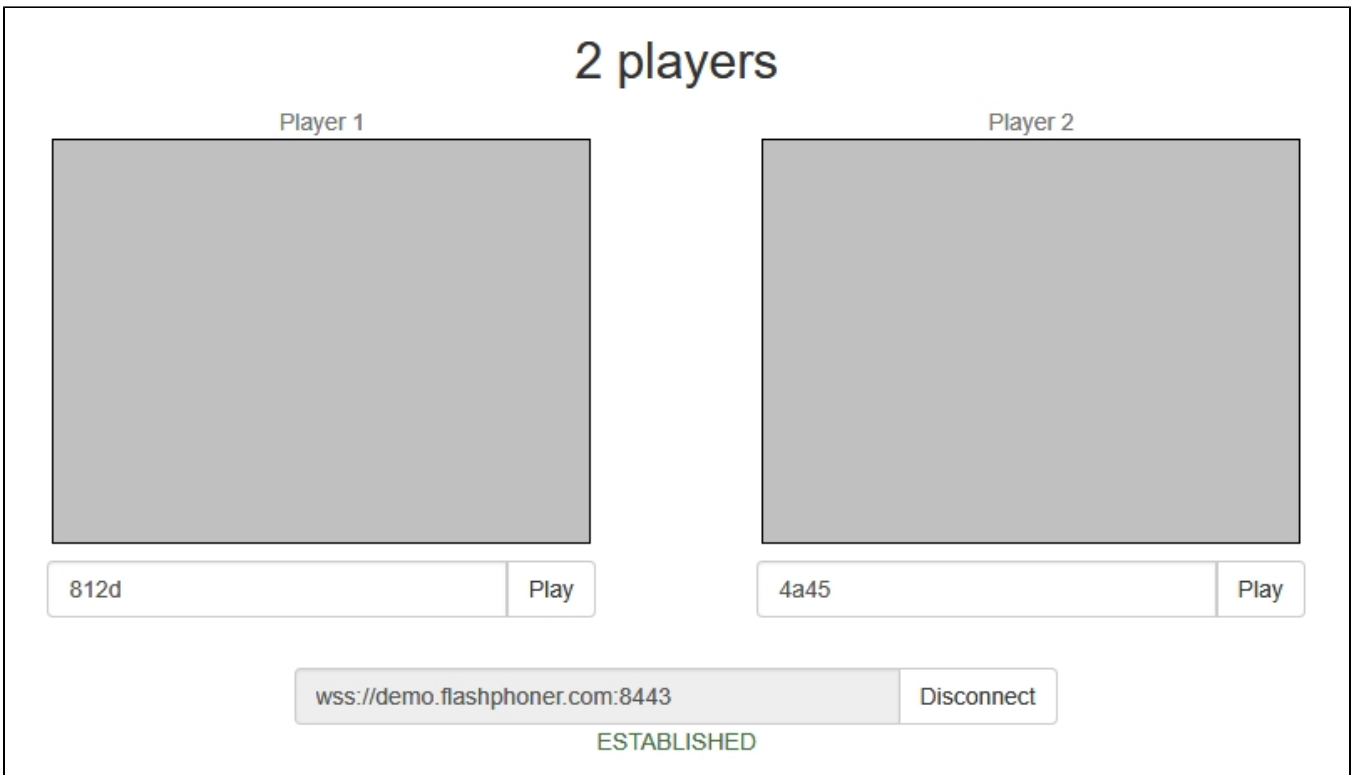 2 players
Player 1
Player 2
812d
Play
4a45
Play
wss://demo.flashphoner.com:8443
Disconnect
ESTABLISHED